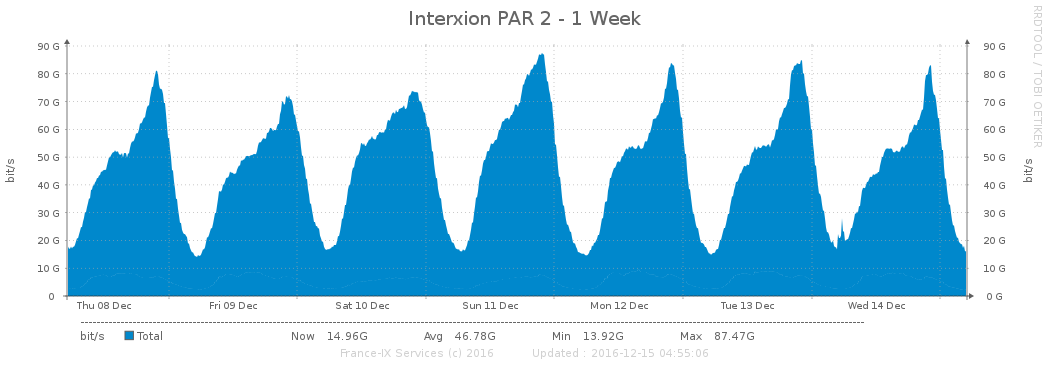 Interxion PAR 2 - 1 Week
RRDTOOL / TOBI OETIKER
90 G 90 G
80 G 80 G
70 G 70 G
60 G 60 G
50 G 50 G
40 G 40 G
30 G 30 G
20 G 20 G
10 G 10 G
0 0 G
bit/s bit/s
Thu 08 Dec Fri 09 Dec Sat 10 Dec Sun 11 Dec Mon 12 Dec Tue 13 Dec Wed 14 Dec
bit/s Total Now 14.96G Avg 46.78G Min 13.92G Max 87.47G
France-IX Services (c) 2016 Updated : 2016-12-15 04:55:06